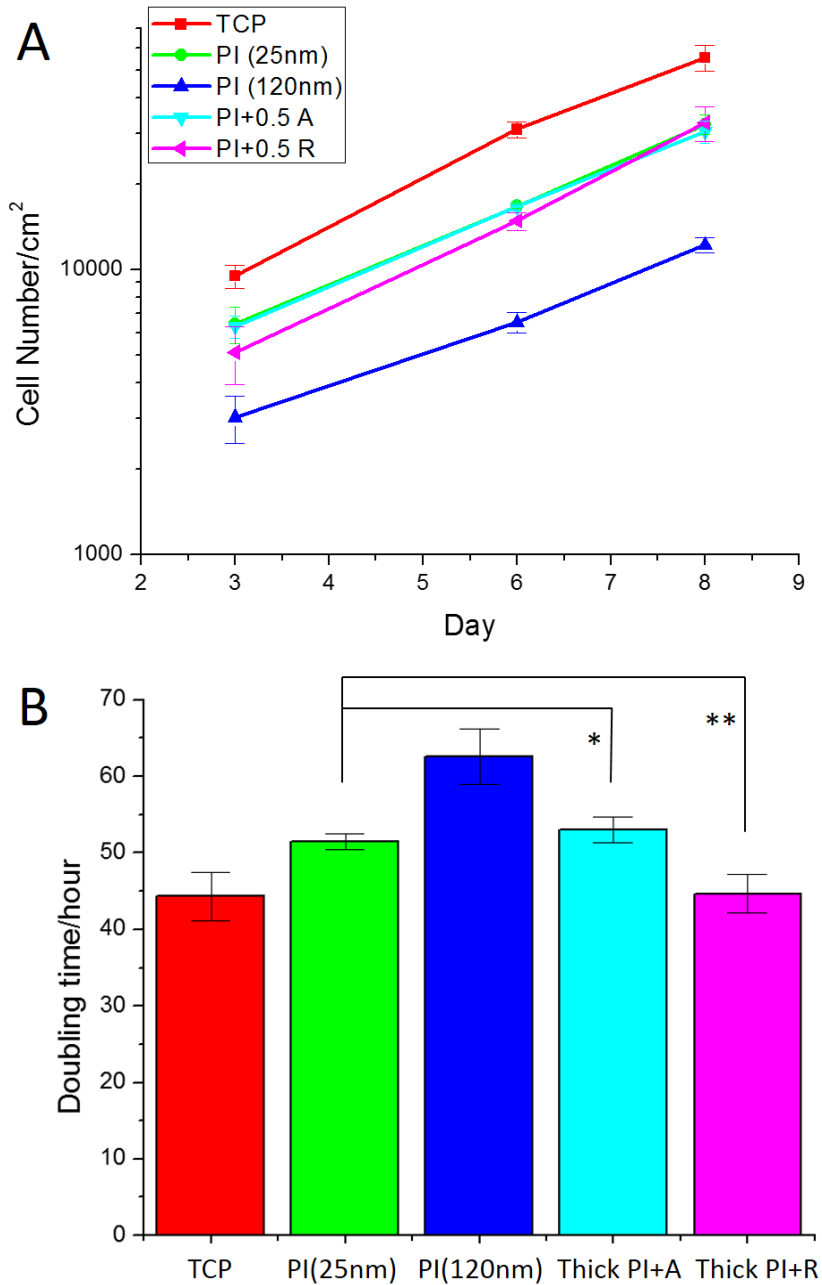 A
TCP
PI (25nm)
PI (120nm)
PI+0.5 A
PI+0.5 R
10000
1000
Cell Number/cm²
2 3 4 5 6 7 8 9
Day
B
70
60
50
40
30
20
10
0
* **
Doubling time/hour
TCP PI(25nm) PI(120nm) Thick PI+A Thick PI+R